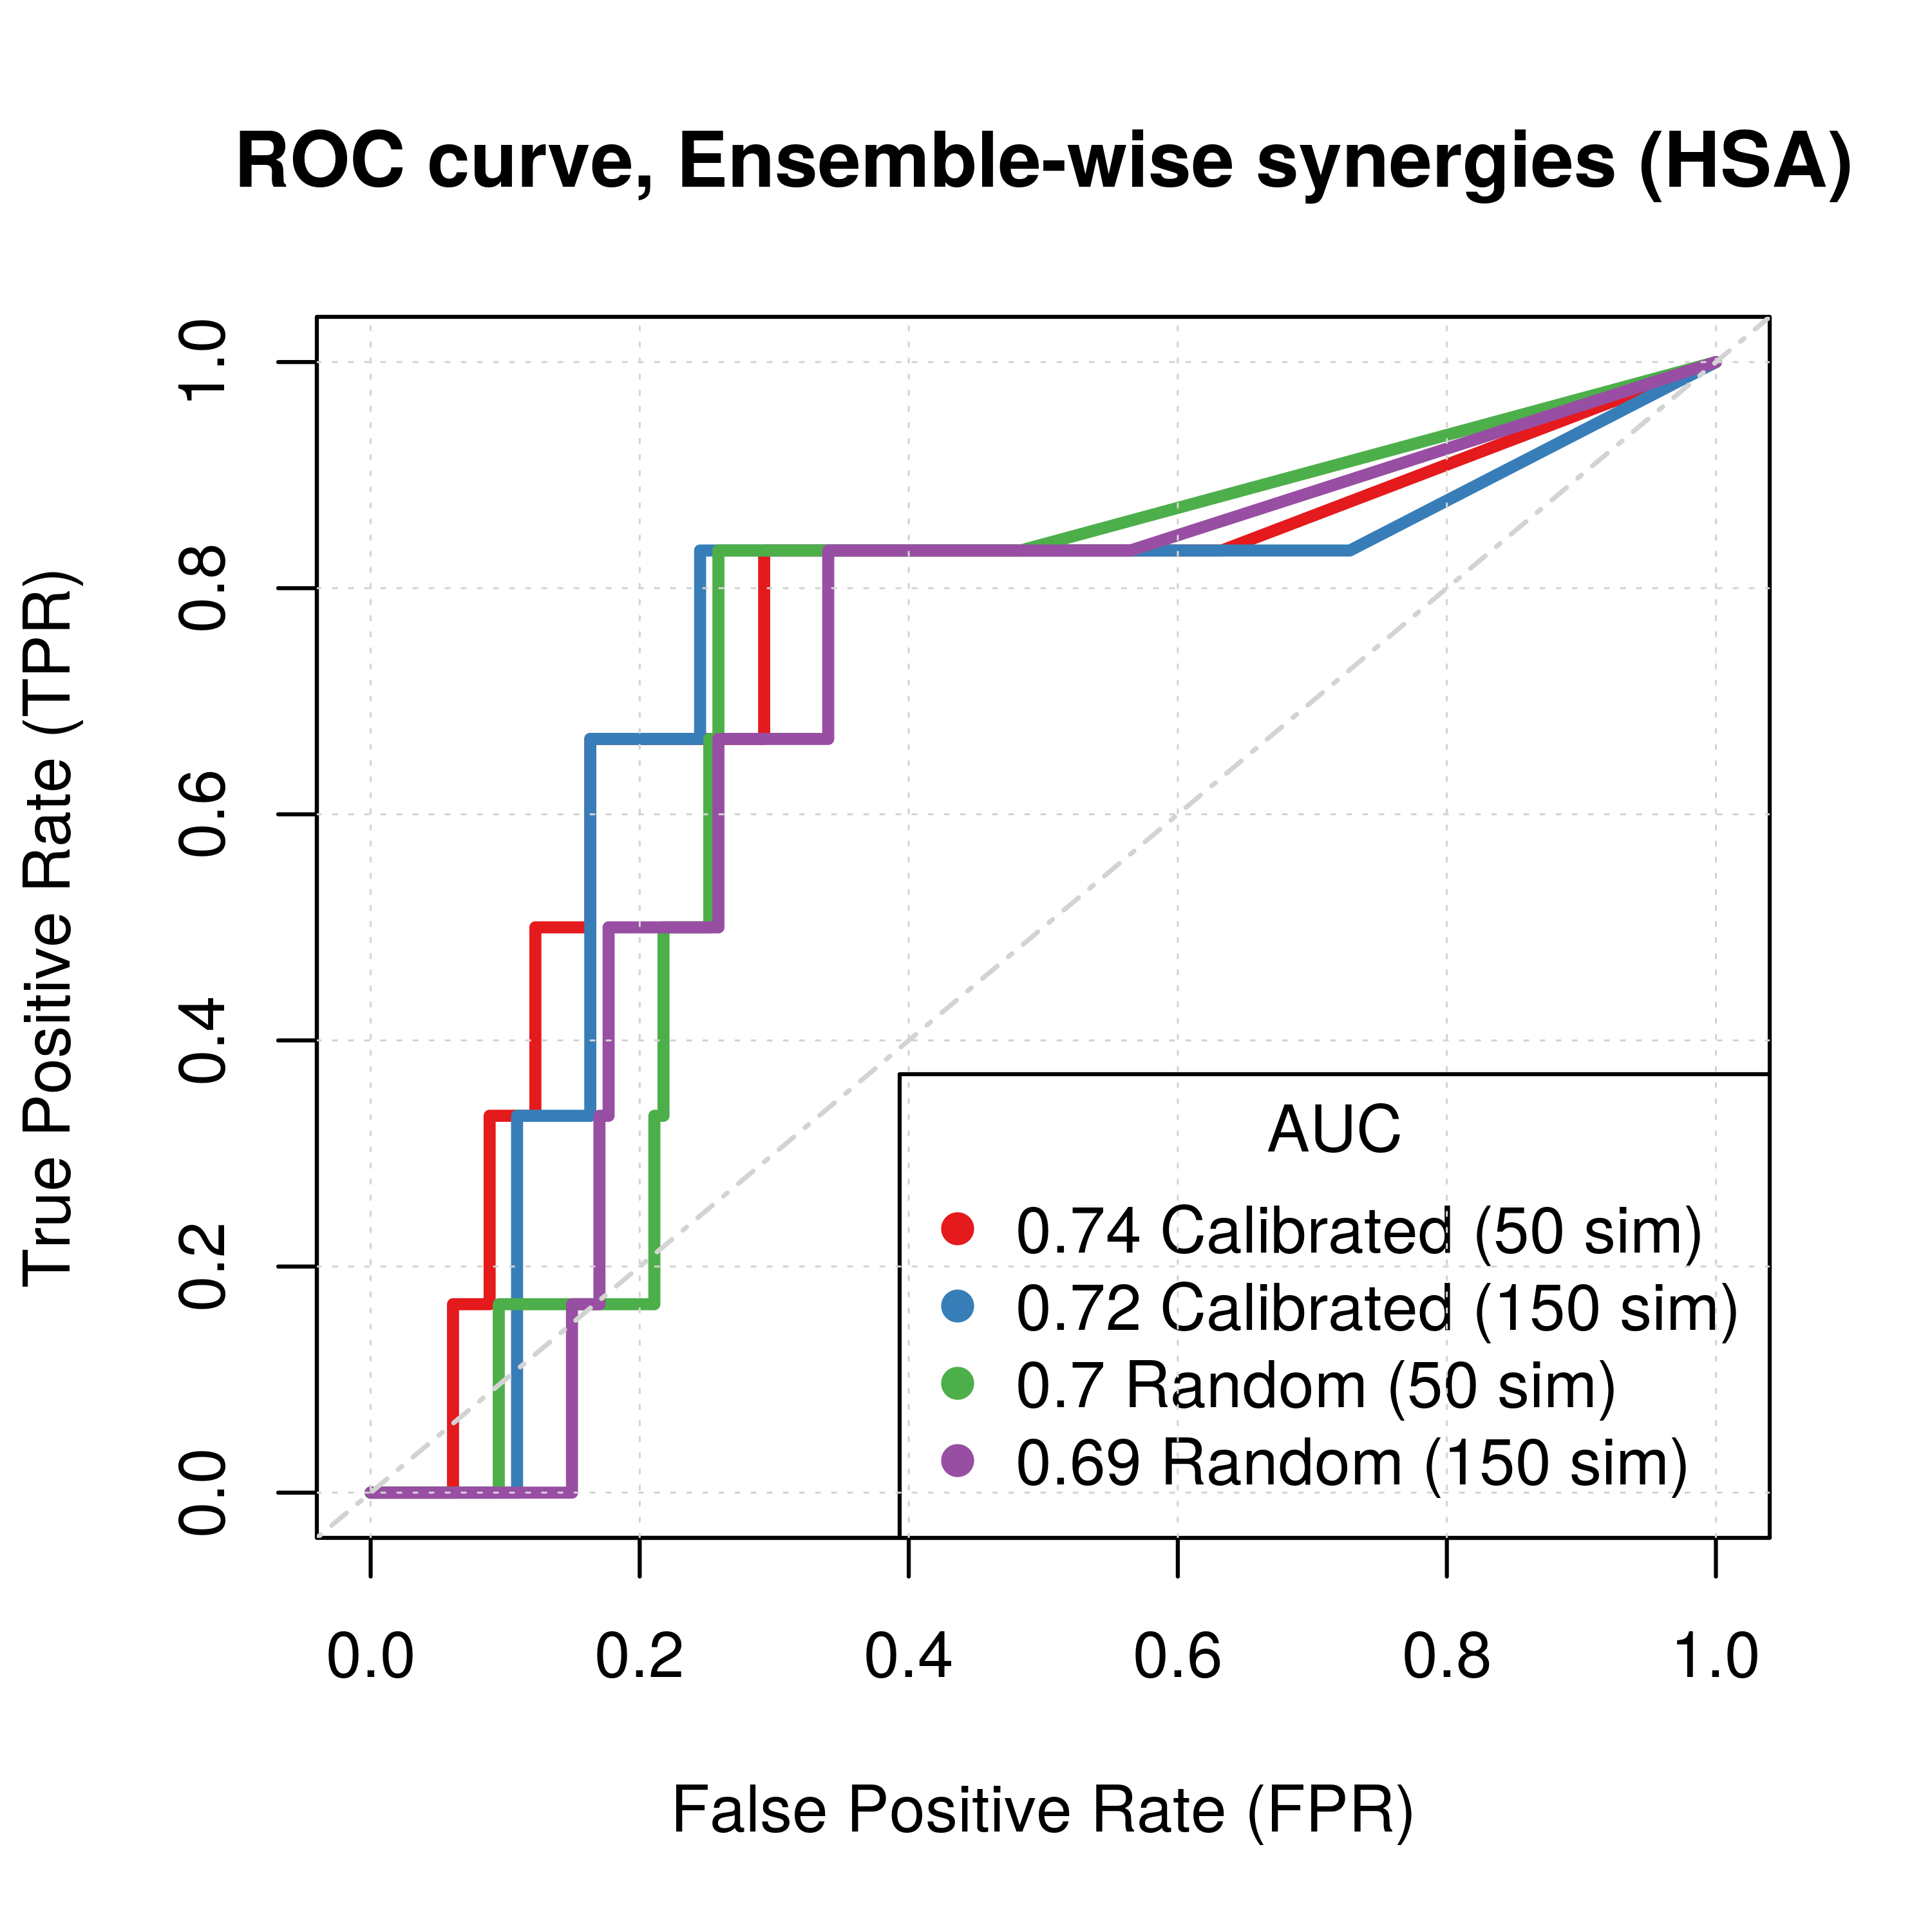 ROC curve, Ensemble-wise synergies (HSA)
True Positive Rate (TPR)
1.0
0.8
0.6
0.4
0.2
0.0
AUC
0.74 Calibrated (50 sim)
0.72 Calibrated (150 sim)
0.7 Random (50 sim)
0.69 Random (150 sim)
0.0 0.2 0.4 0.6 0.8 1.0
False Positive Rate (FPR)